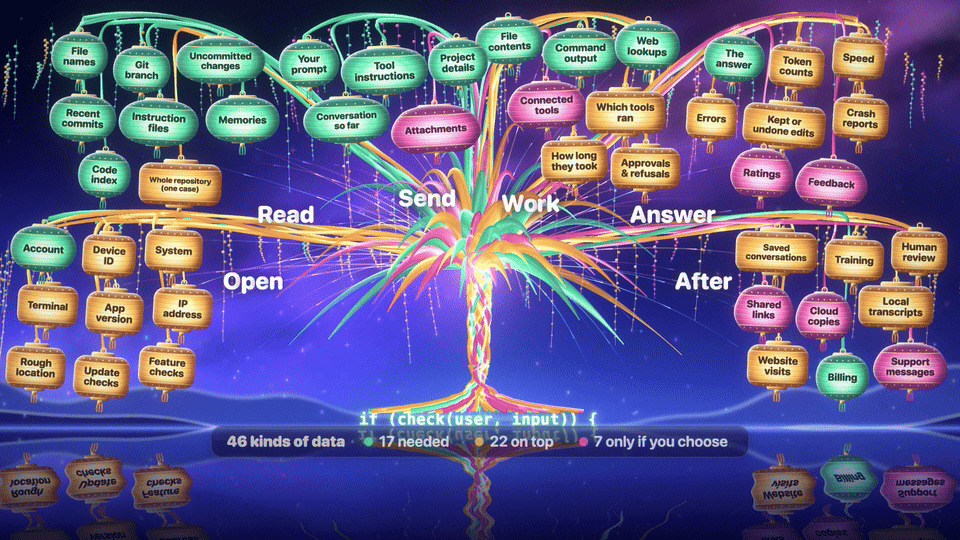 File
names
Git
branch
Uncommitted
changes
Your
prompt
Tool
instructions
Project
details
File
contents
Command
output
Web
lookups
The
answer
Token
counts
Speed
Recent
commits
Instruction
files
Memories
Conversation
so far
Attachments
Connected
tools
Which tools
ran
Errors
Kept or
undone edits
Crash
reports
Code
index
Whole repository
(one case)
How long
they took
Approvals
& refusals
Ratings
Feedback
Read
Send
Work
Answer
Account
Device
ID
System
Saved
conversations
Training
Human
review
Open
After
Terminal
App
version
IP
address
Shared
links
Cloud
copies
Local
transcripts
Rough
location
Update
checks
Feature
checks
Website
visits
Billing
Support
messages
if (check(user, input)) {
46 kinds of data
17 needed
22 on top
7 only if you choose